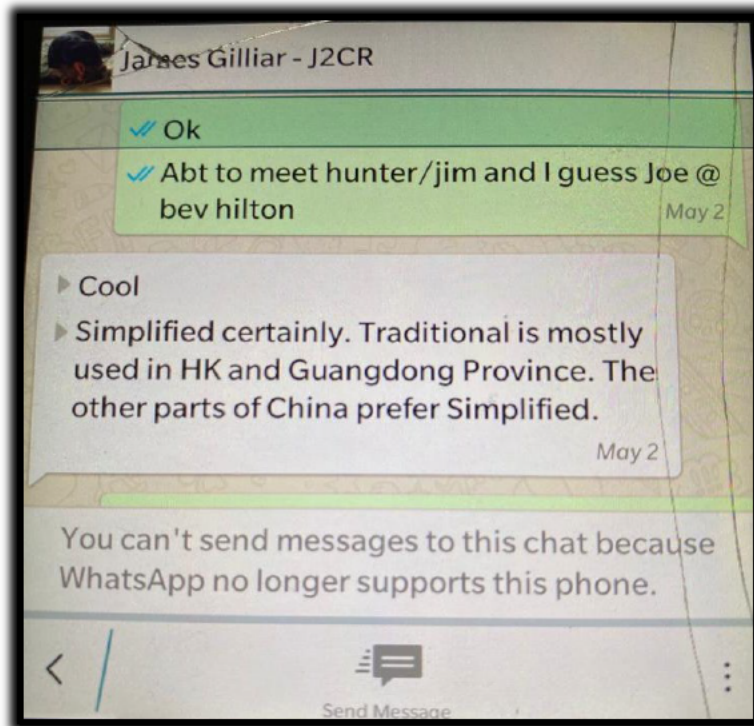 James Gilliar - J2CR
Ok
Abt to meet hunter/jim and I guess Joe @
bev hilton
May 2
Cool
Simplified certainly. Traditional is mostly
used in HK and Guangdong Province. The
other parts of China prefer Simplified.
May 2
You can't send messages to this chat because
WhatsApp no longer supports this phone.
Send Message